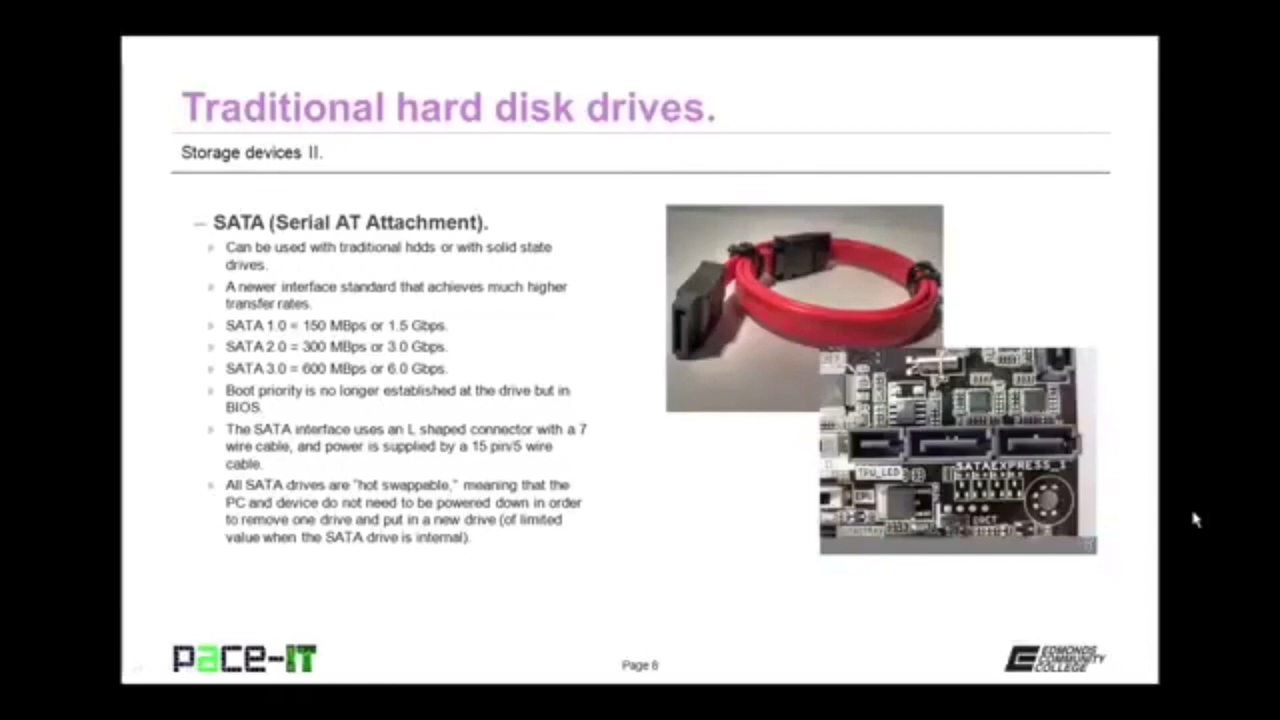 Traditional hard disk drives.
Storage devices II.
– SATA (Serial AT Attachment).
» Can be used with traditional hdds or with solid state
drives.
» A newer interface standard that achieves much higher
transfer rates.
» SATA 1.0 = 150 MBps or 1.5 Gbps.
» SATA 2.0 = 300 MBps or 3.0 Gbps.
» SATA 3.0 = 600 MBps or 6.0 Gbps.
» Boot priority is no longer established at the drive but in
BIOS.
» The SATA interface uses an L shaped connector with a 7
wire cable, and power is supplied by a 15 pin/5 wire
cable.
» All SATA drives are "hot swappable," meaning that the
PC and device do not need to be powered down in order
to remove one drive and put in a new drive (of limited
value when the SATA drive is internal).
SATAEXPRESS_1
TPU_LED
EPU
pace-IT
Page 8
EDMONDS
COMMUNITY
COLLEGE